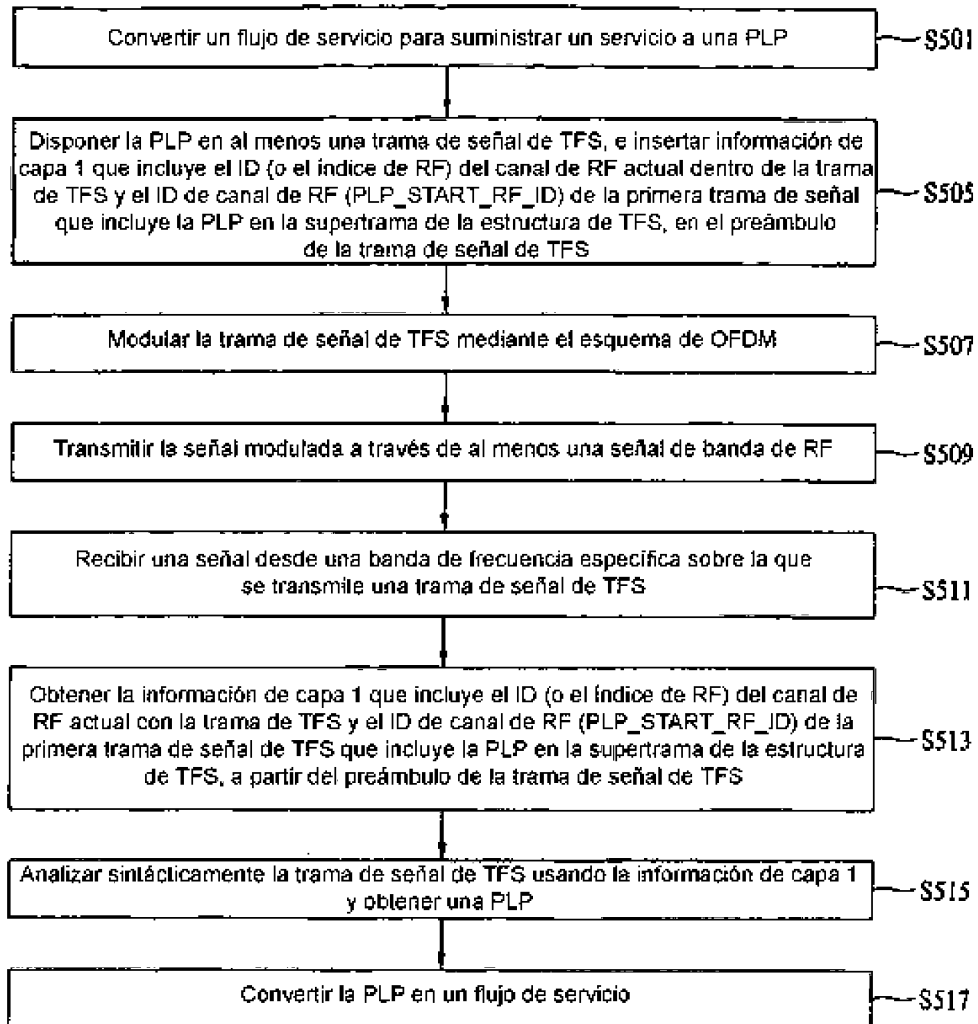 Convertir un flujo de servicio para suministrar un servicio a una PLP
S501
Disponer la PLP en al menos una trama de señal de TFS, e insertar información de
capa 1 que incluye el ID (o el índice de RF) del canal de RF actual dentro de la trama
de TFS y el ID de canal de RF (PLP_START_RF_ID) de la primera trama de señal
que incluye la PLP en la supertrama de la estructura de TFS, en el preámbulo
de la trama de señal de TFS
S505
Modular la trama de señal de TFS mediante el esquema de OFDM
S507
Transmitir la señal modulada a través de al menos una señal de banda de RF
S509
Recibir una señal desde una banda de frecuencia específica sobre la que
se transmite una trama de señal de TFS
S511
Obtener la información de capa 1 que incluye el ID (o el índice de RF) del canal de
RF actual con la trama de TFS y el ID de canal de RF (PLP_START_RF_ID) de la
primera trama de señal de TFS que incluye la PLP en la supertrama de la estructura
de TFS, a partir del preámbulo de la trama de señal de TFS
S513
Analizar sintácticamente la trama de señal de TFS usando la información de capa 1
y obtener una PLP
S515
Convertir la PLP en un flujo de servicio
S517